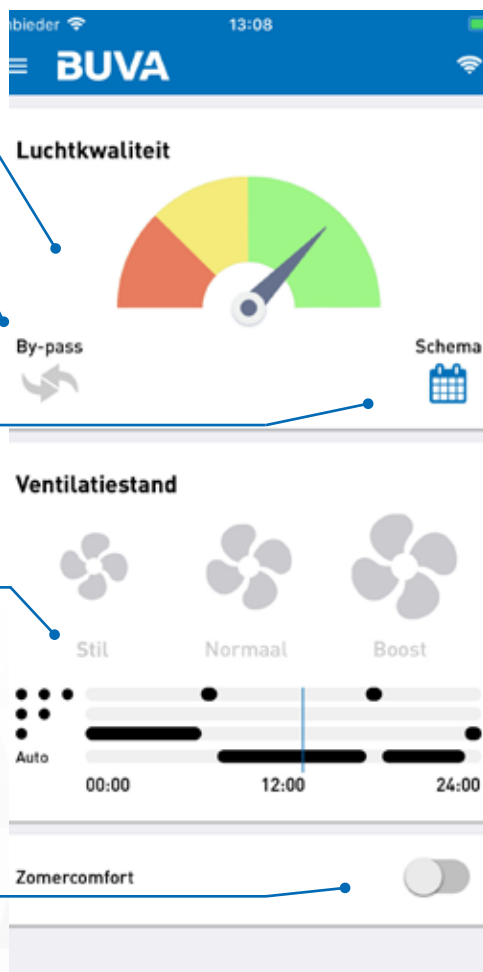 nbieder 13:08
BUVA
Luchtkwaliteit
By-pass Schema
Ventilatiestand
Stil Normaal Boost
Auto
00:00 12:00 24:00
Zomercomfort